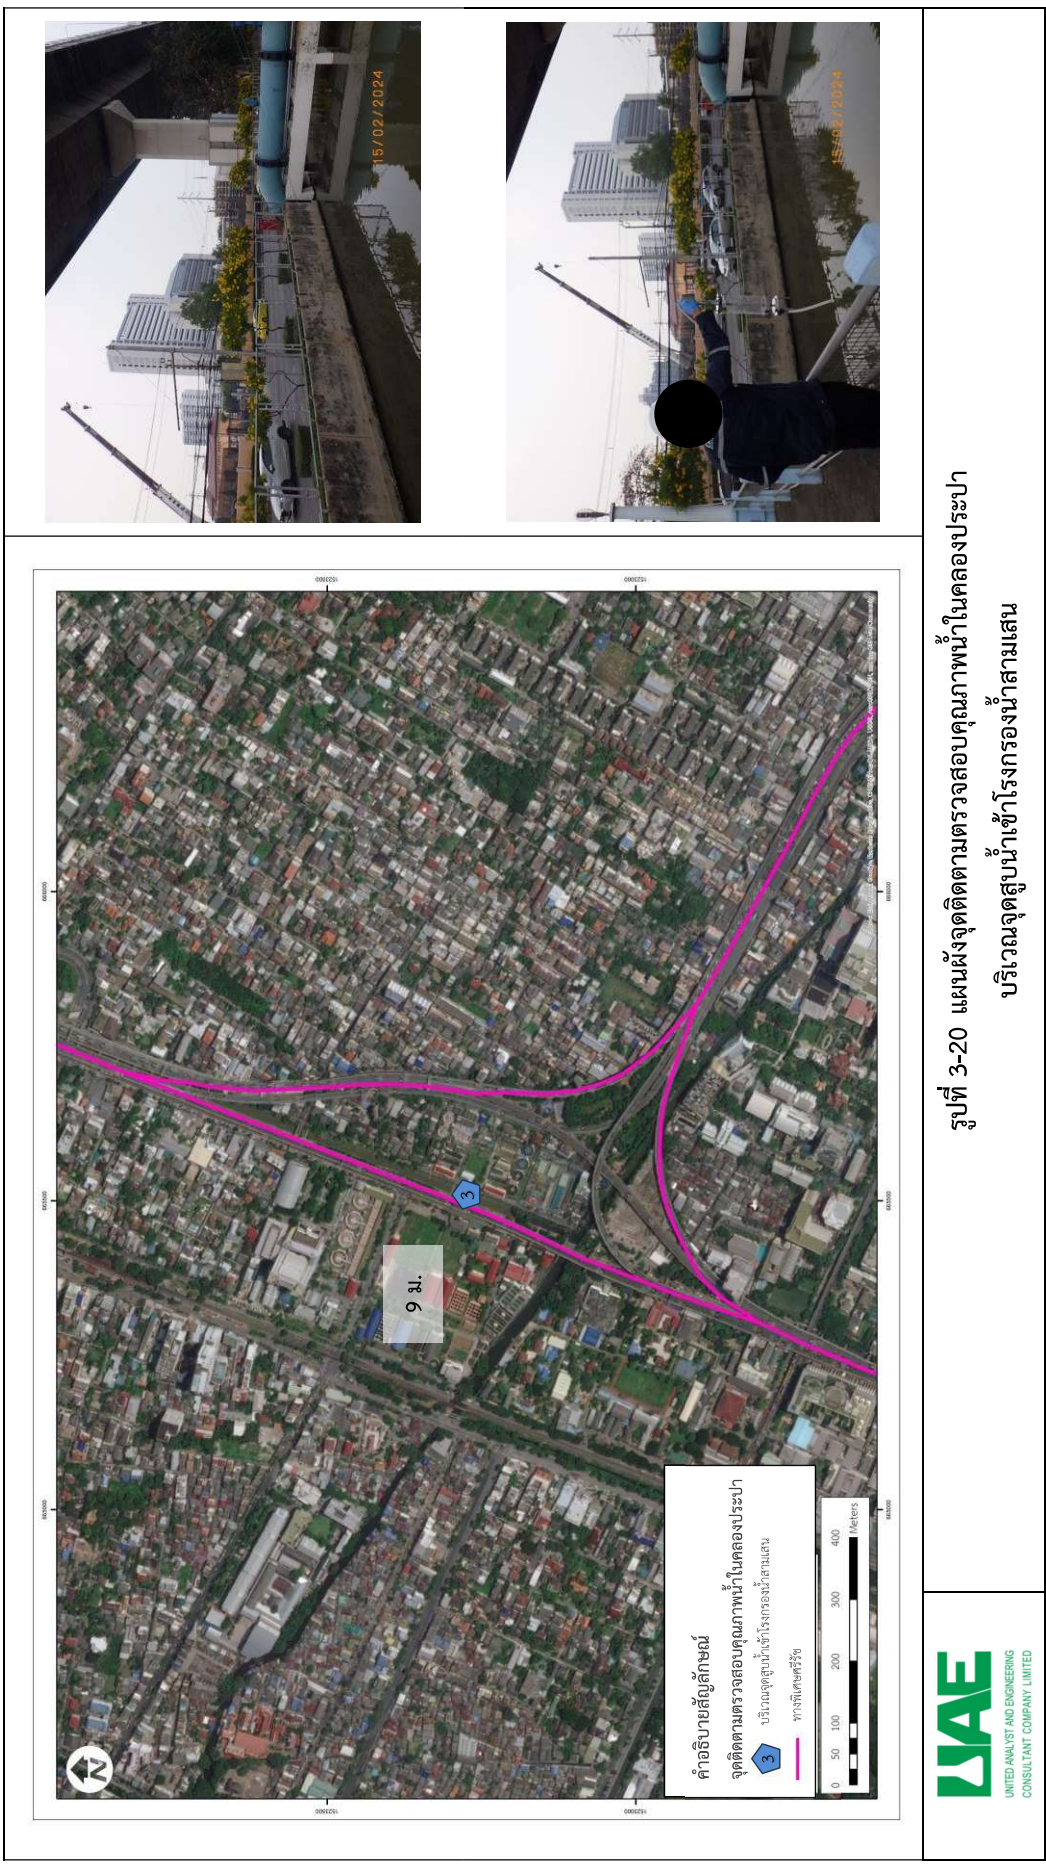 15/02/2024
15/02/2024
9 ม.
3
N
คำอธิบายสัญลักษณ์
จุดติดตามตรวจสอบคุณภาพน้ำในคลองประปา
3 บริเวณจุดสูบน้ำเข้าโรงกรองน้ำสามเสน
ทางพิเศษศรีรัช
0 50 100 200 300 400
Meters
UAE
UNITED ANALYST AND ENGINEERING
CONSULTANT COMPANY LIMITED
รูปที่ 3-20 แผนผังจุดติดตามตรวจสอบคุณภาพน้ำในคลองประปา
บริเวณจุดสูบน้ำเข้าโรงกรองน้ำสามเสน